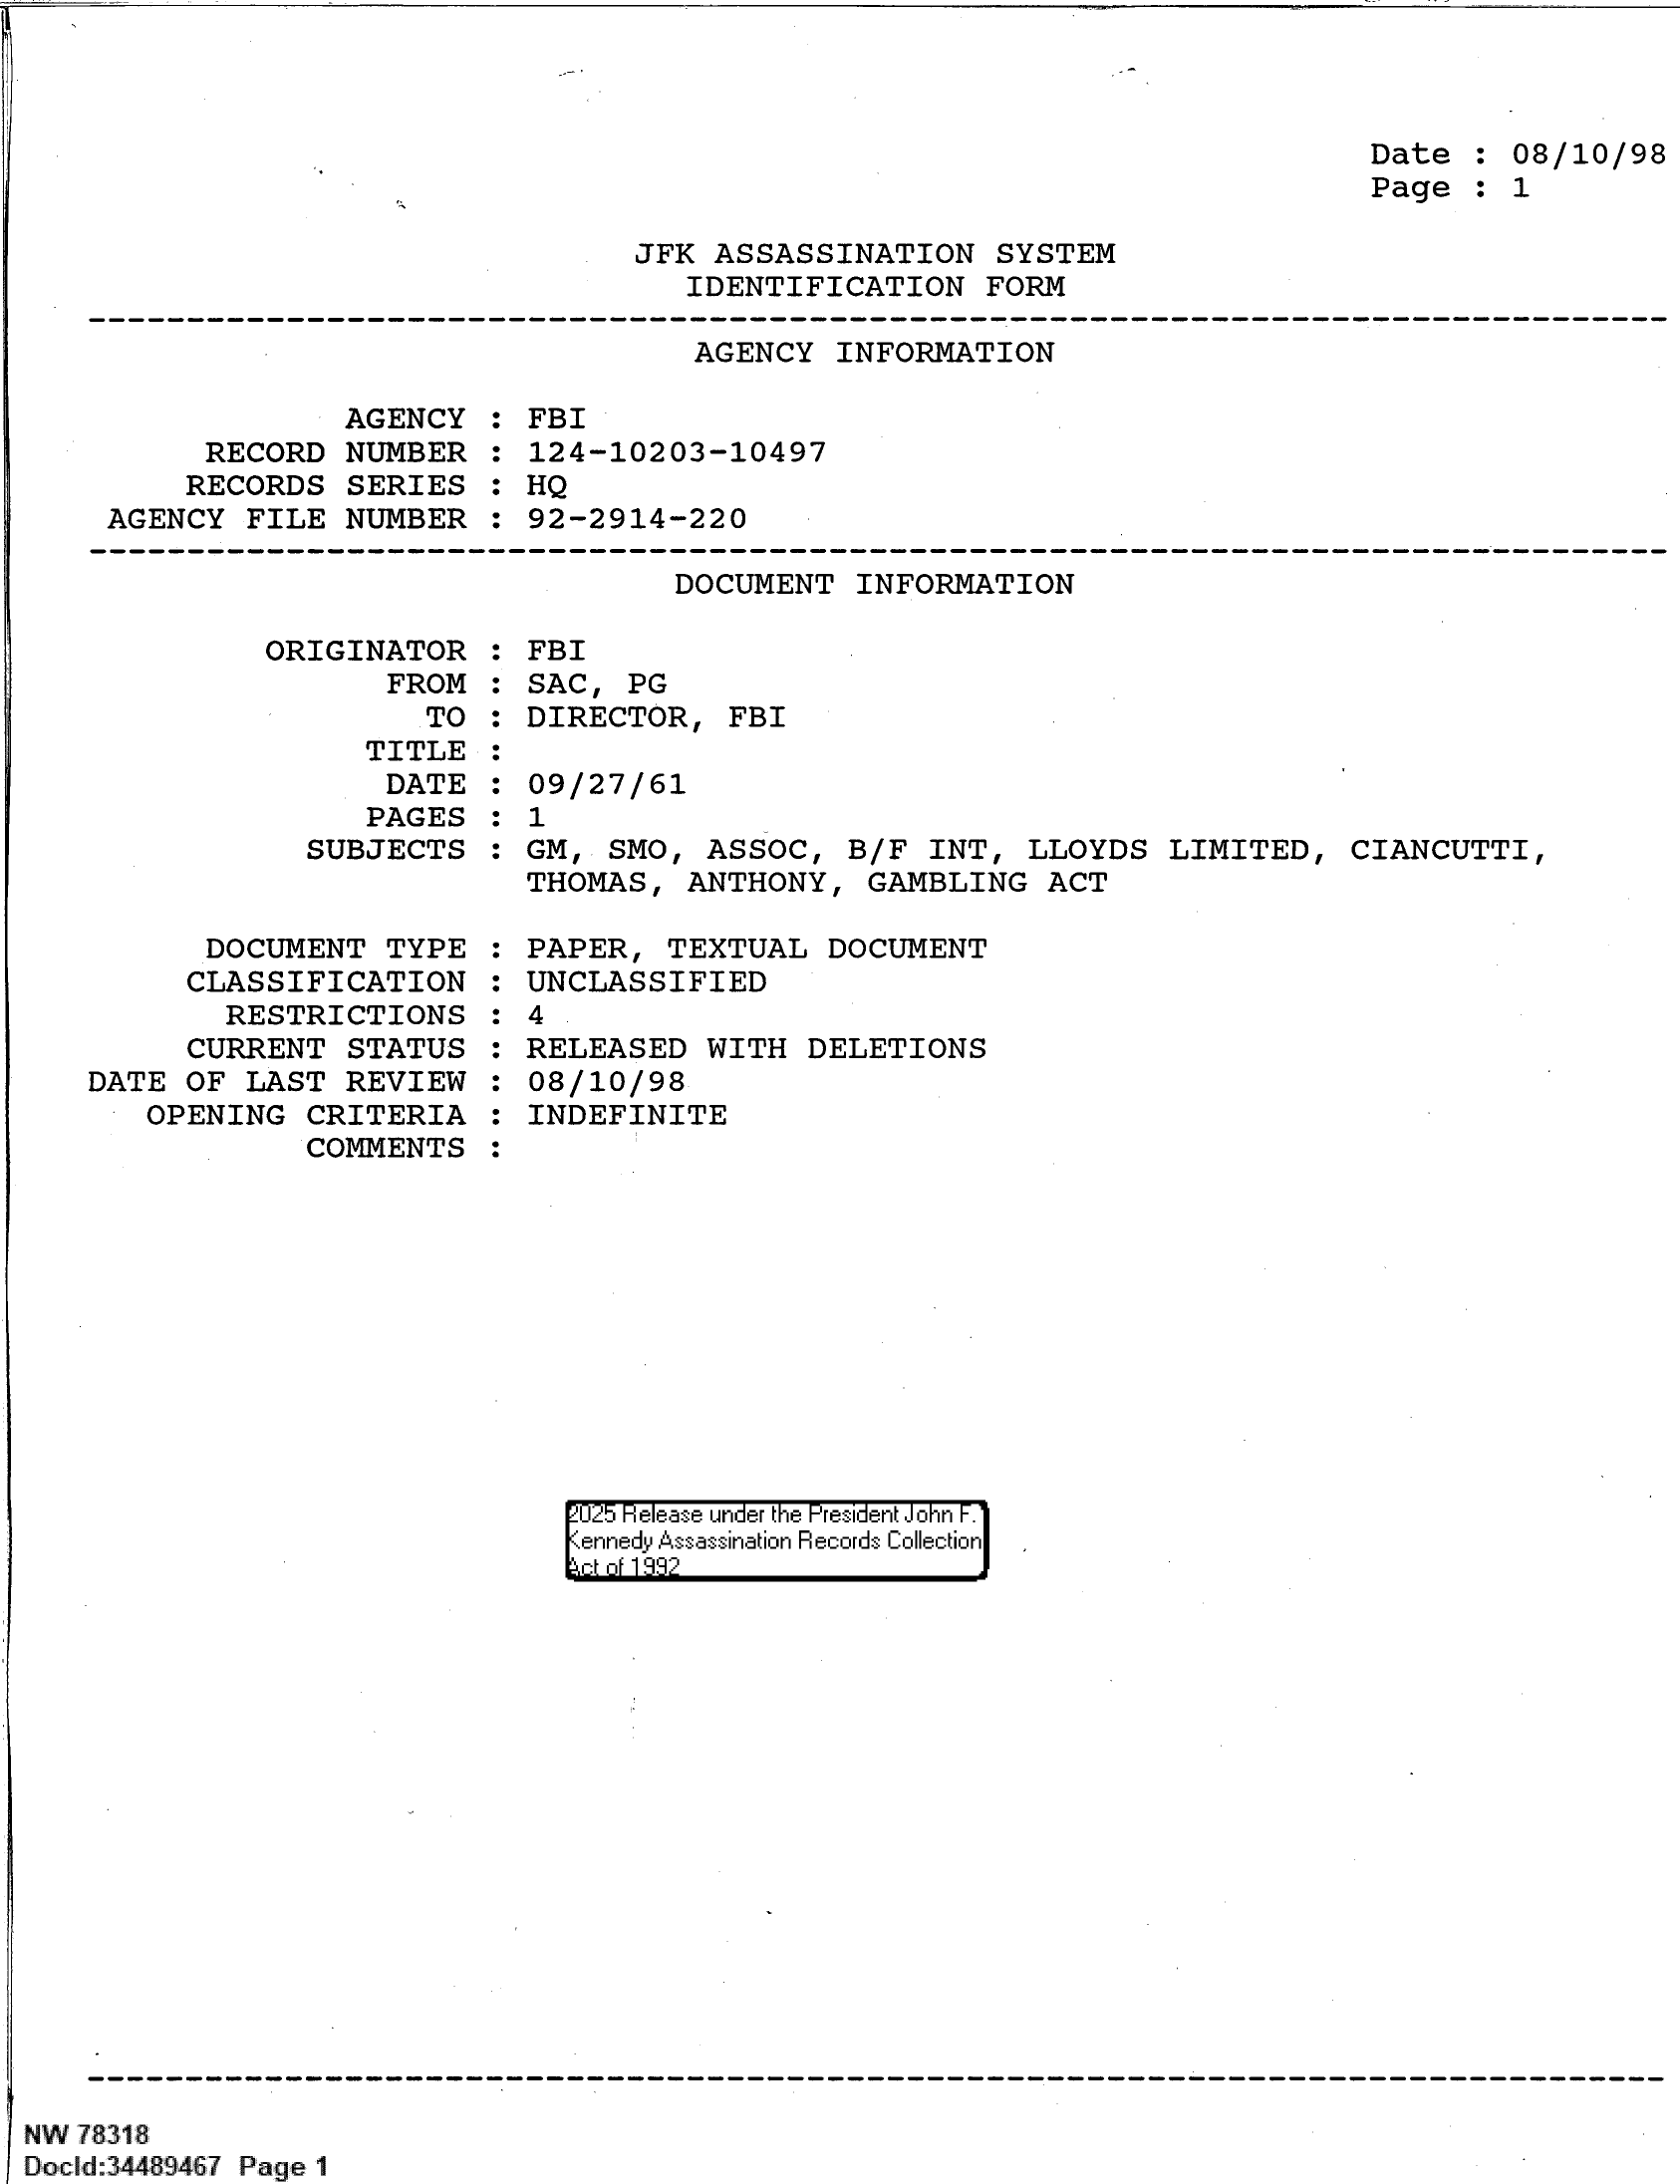 Date : 08/10/98
Page : 1
JFK ASSASSINATION SYSTEM
IDENTIFICATION FORM
--------------------------------------------------------------------------------
AGENCY INFORMATION
AGENCY : FBI
RECORD NUMBER : 124-10203-10497
RECORDS SERIES : HQ
AGENCY FILE NUMBER : 92-2914-220
--------------------------------------------------------------------------------
DOCUMENT INFORMATION
ORIGINATOR : FBI
FROM : SAC, PG
TO : DIRECTOR, FBI
TITLE :
DATE : 09/27/61
PAGES : 1
SUBJECTS : GM, SMO, ASSOC, B/F INT, LLOYDS LIMITED, CIANCUTTI,
THOMAS, ANTHONY, GAMBLING ACT
DOCUMENT TYPE : PAPER, TEXTUAL DOCUMENT
CLASSIFICATION : UNCLASSIFIED
RESTRICTIONS : 4
CURRENT STATUS : RELEASED WITH DELETIONS
DATE OF LAST REVIEW : 08/10/98
OPENING CRITERIA : INDEFINITE
COMMENTS :
2025 Release under the President John F.
Kennedy Assassination Records Collection
Act of 1992
--------------------------------------------------------------------------------
NW 78318
DocId:34489467 Page 1